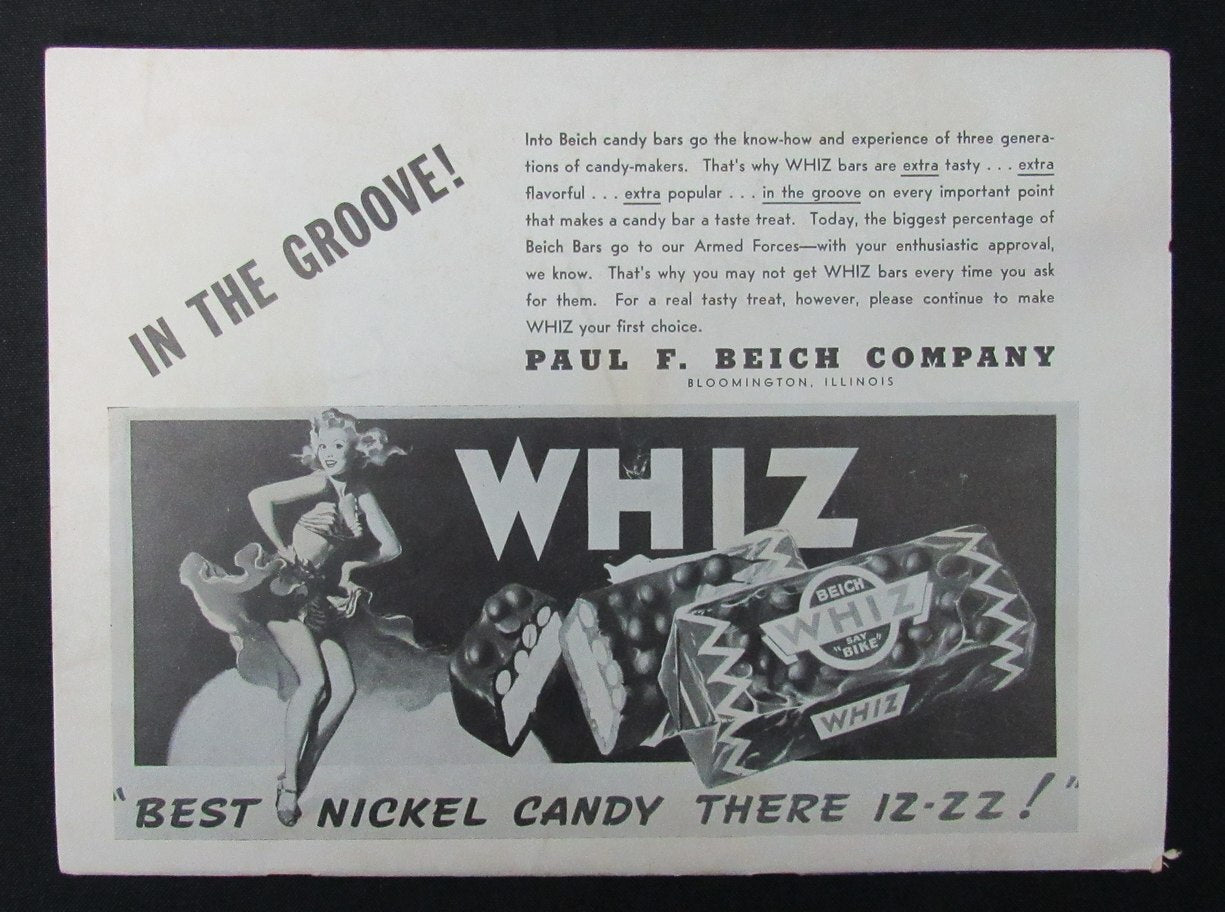 IN THE GROOVE!
Into Beich candy bars go the know-how and experience of three genera-
tions of candy-makers. That's why WHIZ bars are extra tasty . . . extra
flavorful . . . extra popular . . . in the groove on every important point
that makes a candy bar a taste treat. Today, the biggest percentage of
Beich Bars go to our Armed Forces—with your enthusiastic approval,
we know. That's why you may not get WHIZ bars every time you ask
for them. For a real tasty treat, however, please continue to make
WHIZ your first choice.
PAUL F. BEICH COMPANY
BLOOMINGTON, ILLINOIS
WHIZ
BEICH
WHIZ
SAY
"BIKE"
WHIZ
"BEST NICKEL CANDY THERE IZ-ZZ!"